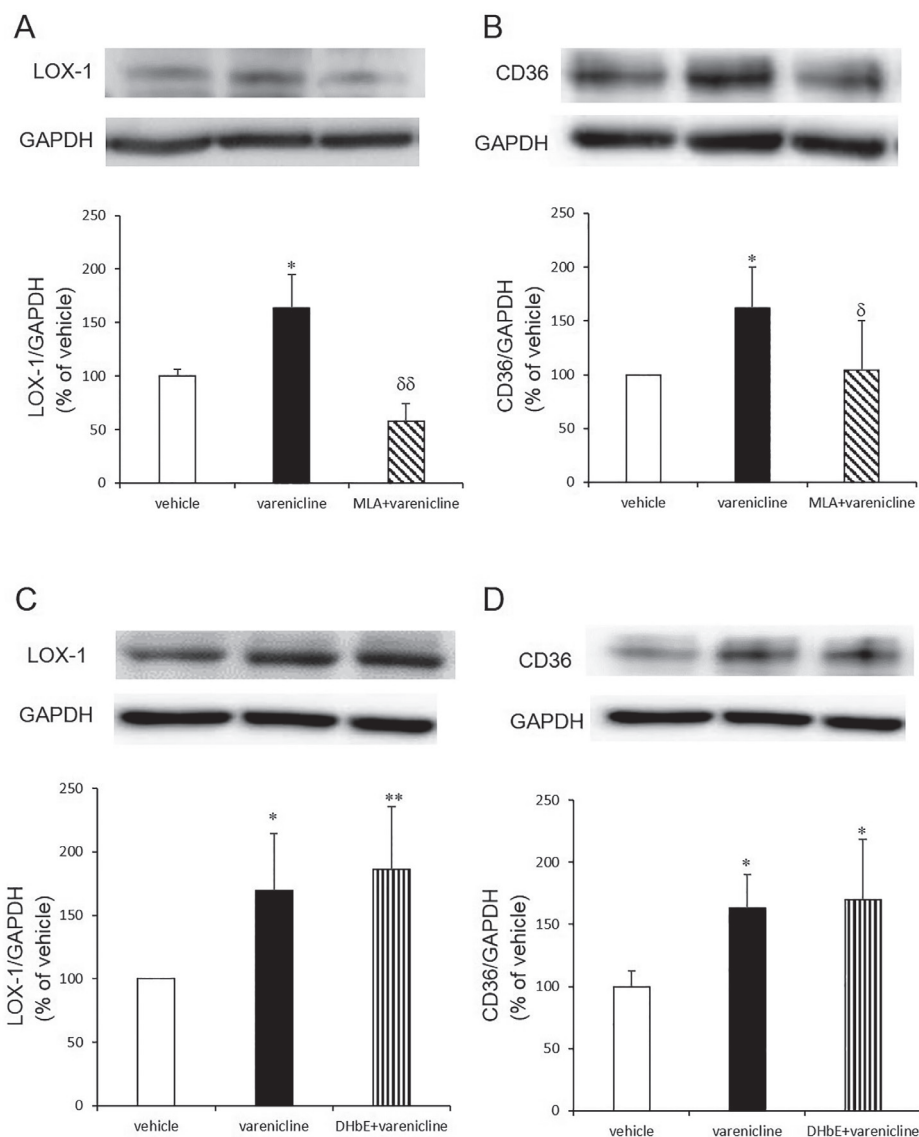 A
LOX-1
GAPDH
LOX-1/GAPDH
(% of vehicle)
250
200
150
100
50
0
*
δδ
vehicle
varenicline
MLA+varenicline
B
CD36
GAPDH
CD36/GAPDH
(% of vehicle)
250
200
150
100
50
0
*
δ
vehicle
varenicline
MLA+varenicline
C
LOX-1
GAPDH
LOX-1/GAPDH
(% of vehicle)
250
200
150
100
50
0
*
**
vehicle
varenicline
DHbE+varenicline
D
CD36
GAPDH
CD36/GAPDH
(% of vehicle)
250
200
150
100
50
0
*
*
vehicle
varenicline
DHbE+varenicline